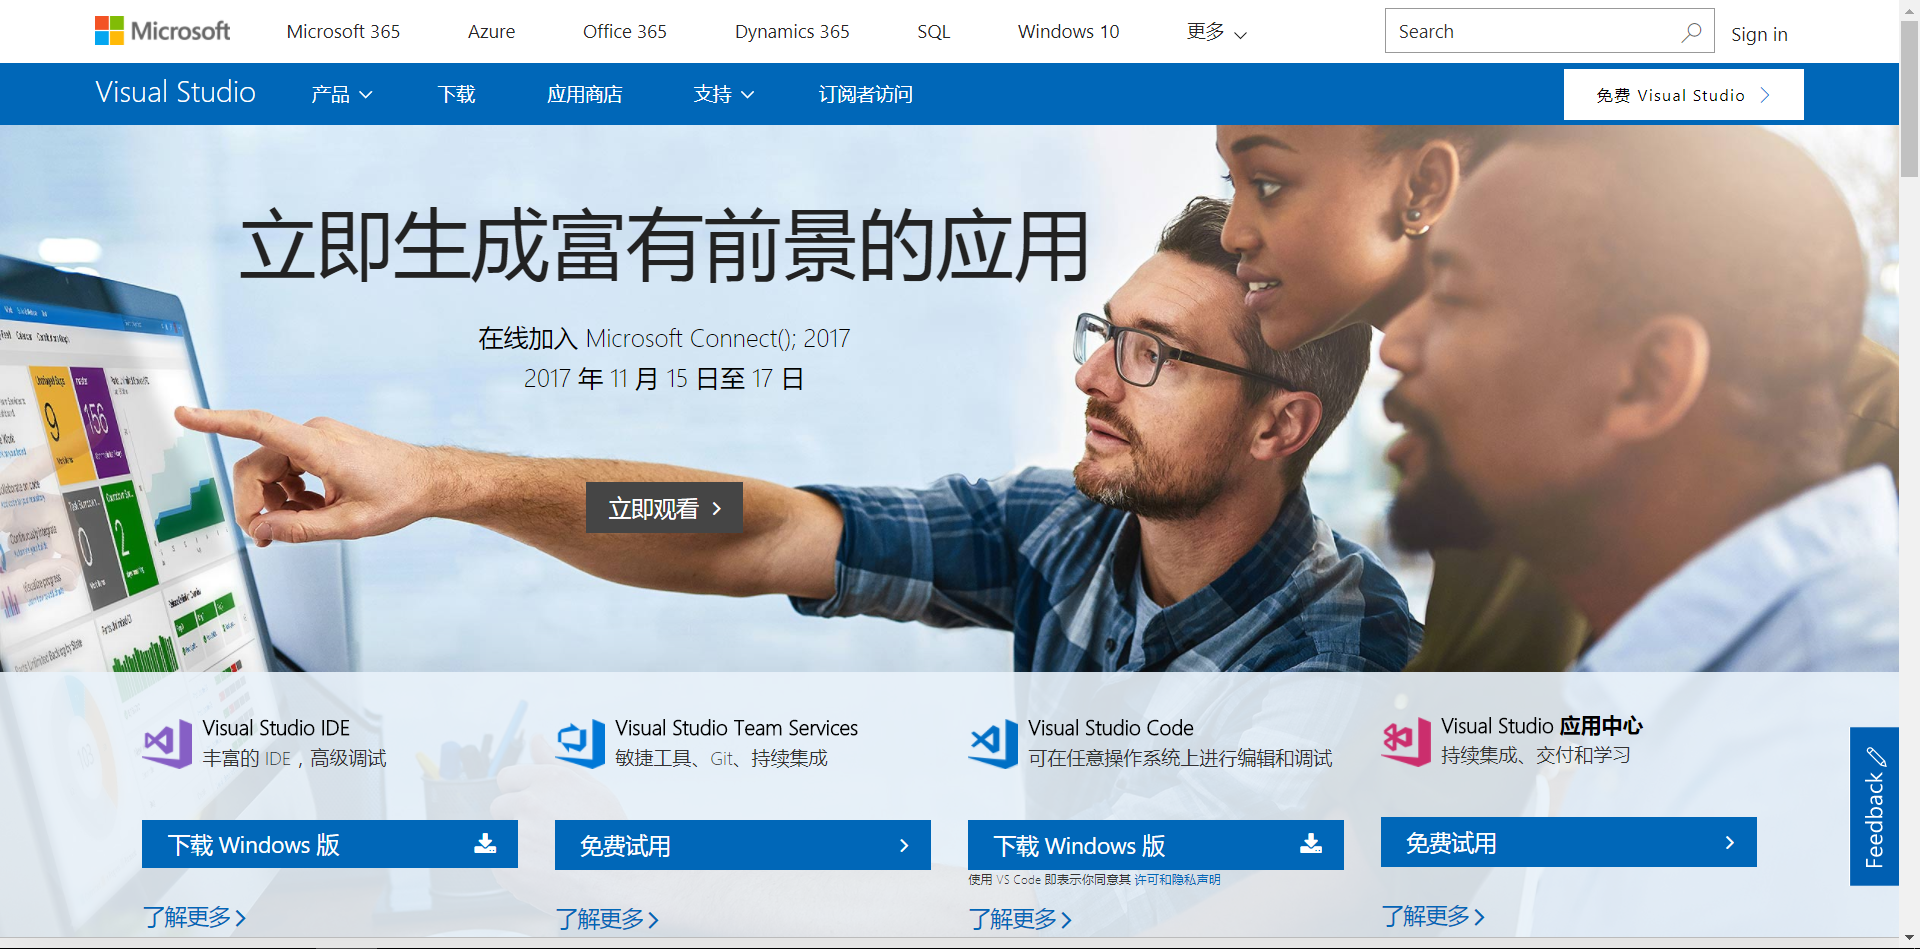 Microsoft
Microsoft 365
Azure
Office 365
Dynamics 365
SQL
Windows 10
更多
Search
Sign in
Visual Studio
产品
下载
应用商店
支持
订阅者访问
免费 Visual Studio
立即生成富有前景的应用
在线加入 Microsoft Connect(); 2017
2017 年 11 月 15 日至 17 日
立即观看
9
156
0
2
Visual Studio IDE
丰富的 IDE，高级调试
下载 Windows 版
了解更多
Visual Studio Team Services
敏捷工具、Git、持续集成
免费试用
了解更多
Visual Studio Code
可在任意操作系统上进行编辑和调试
下载 Windows 版
使用 VS Code 即表示你同意其 许可和隐私声明
了解更多
Visual Studio 应用中心
持续集成、交付和学习
免费试用
了解更多
Feedback